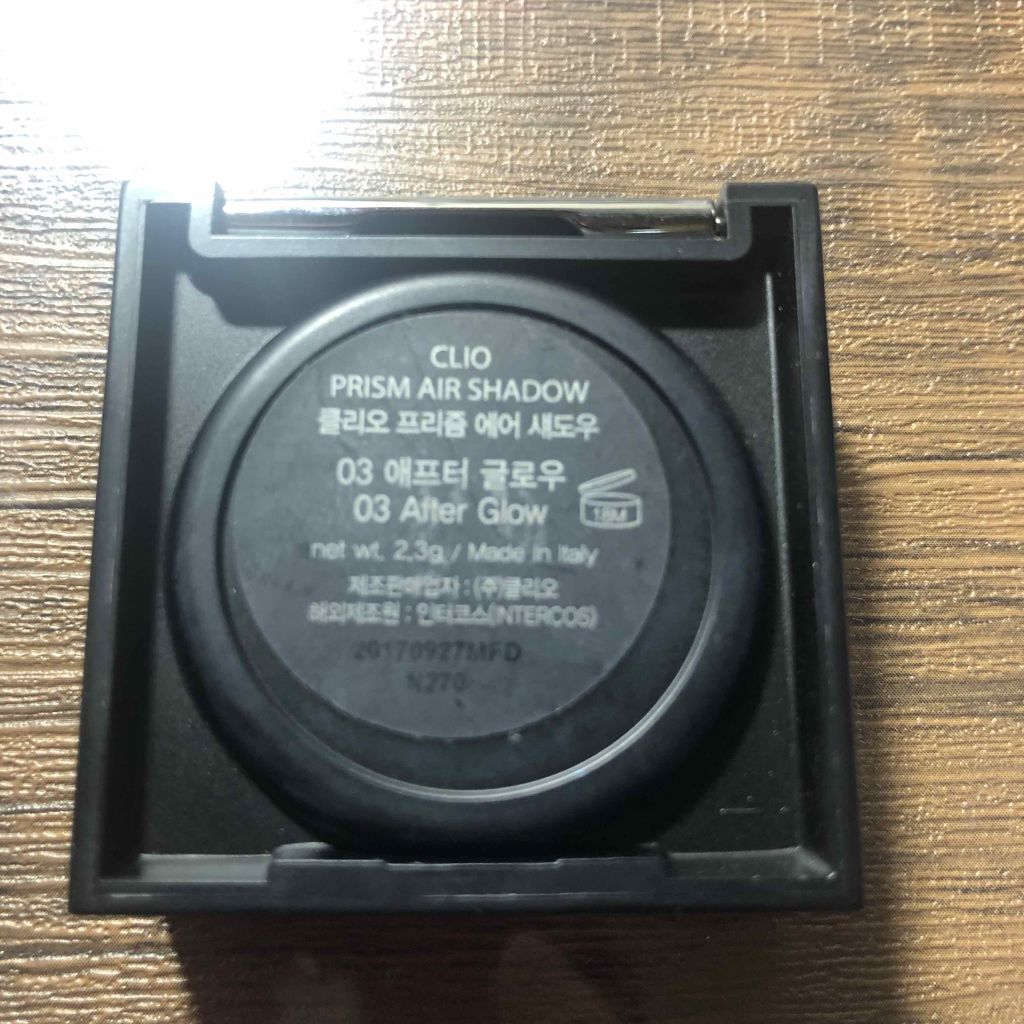 CLIO
PRISM AIR SHADOW
클리오 프리즘 에어 섀도우
03 애프터 글로우
03 After Glow
18M
net wt. 2,3g / Made in Italy
제조판매업자 : (주)클리오
해외제조원 : 인터코스(INTERCOS)
20170927MFD
N270